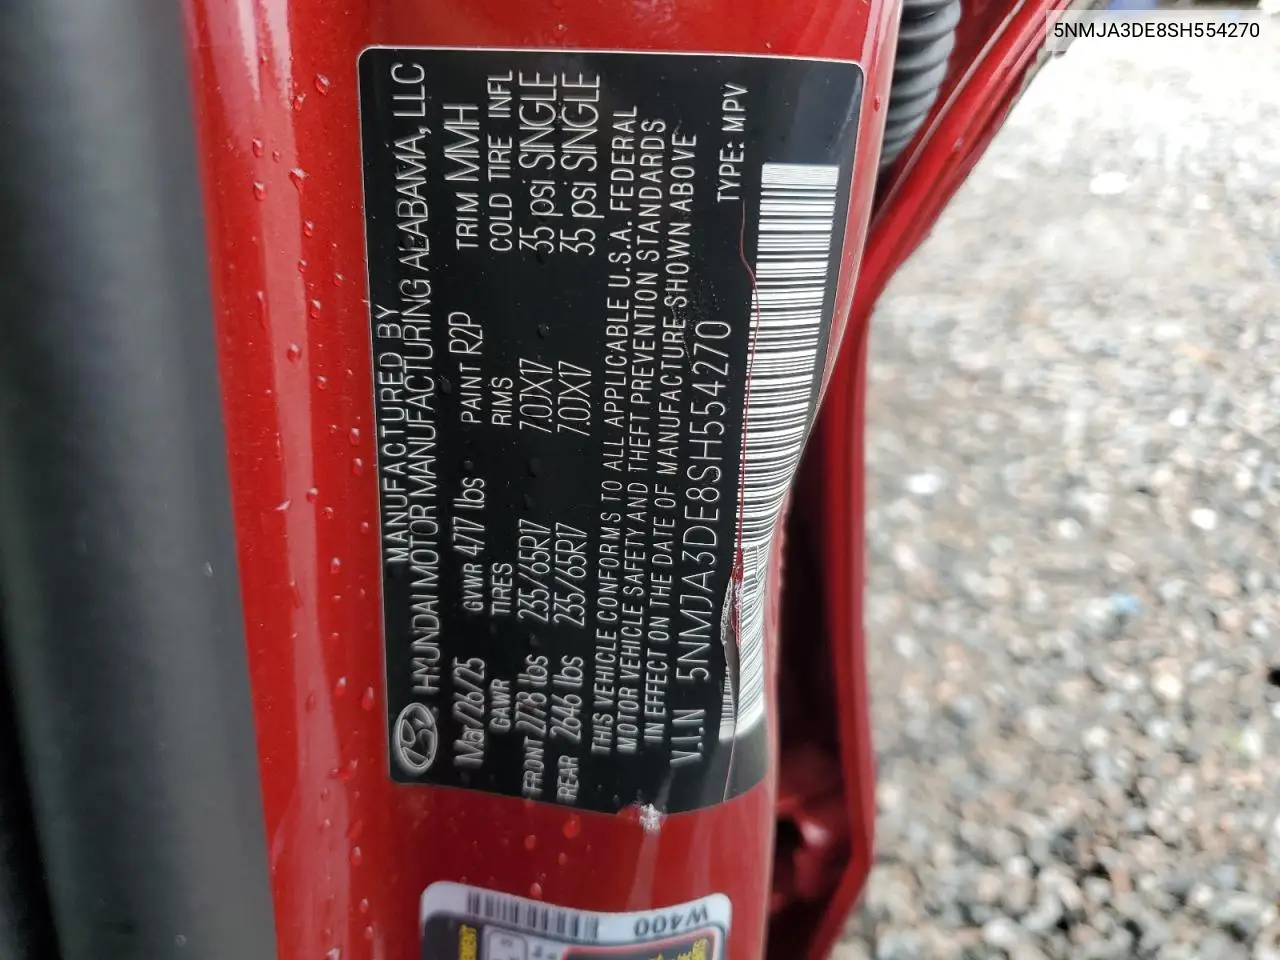 5NMJA3DE8SH554270
MANUFACTURED BY
HYUNDAI MOTOR MANUFACTURING ALABAMA, LLC
Mar/26/25 GVWR 4717 lbs PAINT R2P TRIM MMH
GAWR TIRES RIMS COLD TIRE INFL
FRONT 2778 lbs 235/65R17 7.0JX17 35 psi SINGLE
REAR 2646 lbs 235/65R17 7.0JX17 35 psi SINGLE
THIS VEHICLE CONFORMS TO ALL APPLICABLE U.S.A. FEDERAL
MOTOR VEHICLE SAFETY AND THEFT PREVENTION STANDARDS
IN EFFECT ON THE DATE OF MANUFACTURE SHOWN ABOVE
V.I.N 5NMJA3DE8SH554270 TYPE: MPV
W400